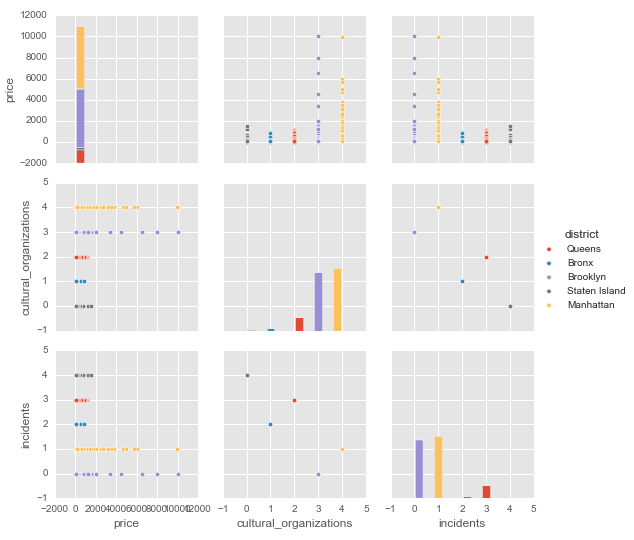 12000
10000
8000
6000
4000
2000
0
−2000
price
5
4
3
2
1
0
−1
cultural_organizations
district
Queens
Bronx
Brooklyn
Staten Island
Manhattan
5
4
3
2
1
0
−1
incidents
−2000 0 2000 4000 6000 8000 10000 12000
−1 0 1 2 3 4 5
−1 0 1 2 3 4 5
price
cultural_organizations
incidents